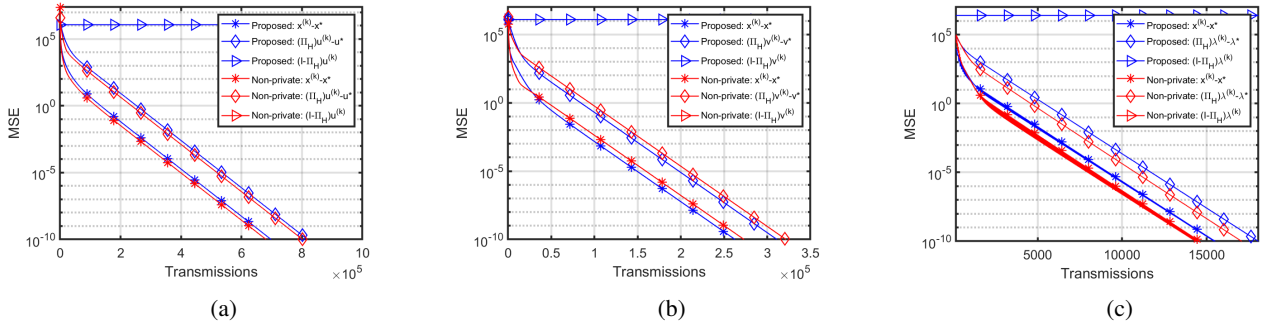 10^5
10^0
10^-5
10^-10
MSE
0
2
4
6
8
10
× 10^5
Transmissions
Proposed: x^(k)-x*
Proposed: (Π_H)u^(k)-u*
Proposed: (I-Π_H)u^(k)
Non-private: x^(k)-x*
Non-private: (Π_H)u^(k)-u*
Non-private: (I-Π_H)u^(k)
(a)
10^5
10^0
10^-5
10^-10
MSE
0
0.5
1
1.5
2
2.5
3
3.5
× 10^5
Transmissions
Proposed: x^(k)-x*
Proposed: (Π_H)v^(k)-v*
Proposed: (I-Π_H)v^(k)
Non-private: x^(k)-x*
Non-private: (Π_H)v^(k)-v*
Non-private: (I-Π_H)v^(k)
(b)
10^5
10^0
10^-5
10^-10
MSE
5000
10000
15000
Transmissions
Proposed: x^(k)-x*
Proposed: (Π_H)λ^(k)-λ*
Proposed: (I-Π_H)λ^(k)
Non-private: x^(k)-x*
Non-private: (Π_H)λ^(k)-λ*
Non-private: (I-Π_H)λ^(k)
(c)